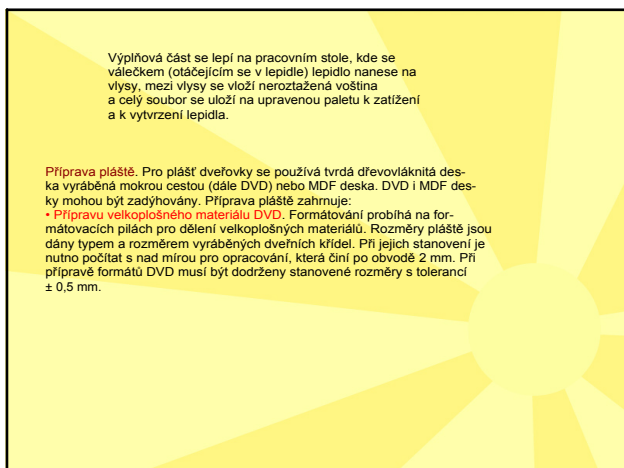 Výplňová část se lepí na pracovním stole, kde se
válečkem (otáčejícím se v lepidle) lepidlo nanese na
vlysy, mezi vlysy se vloží neroztažená voština
a celý soubor se uloží na upravenou paletu k zatížení
a k vytvrzení lepidla.
Příprava pláště. Pro plášť dveřovky se používá tvrdá dřevovláknitá des-
ka vyráběná mokrou cestou (dále DVD) nebo MDF deska. DVD i MDF des-
ky mohou být zadýhovány. Příprava pláště zahrnuje:
• Přípravu velkoplošného materiálu DVD. Formátování probíhá na for-
mátovacích pilách pro dělení velkoplošných materiálů. Rozměry pláště jsou
dány typem a rozměrem vyráběných dveřních křídel. Při jejich stanovení je
nutno počítat s nad mírou pro opracování, která činí po obvodě 2 mm. Při
přípravě formátů DVD musí být dodrženy stanovené rozměry s tolerancí
± 0,5 mm.